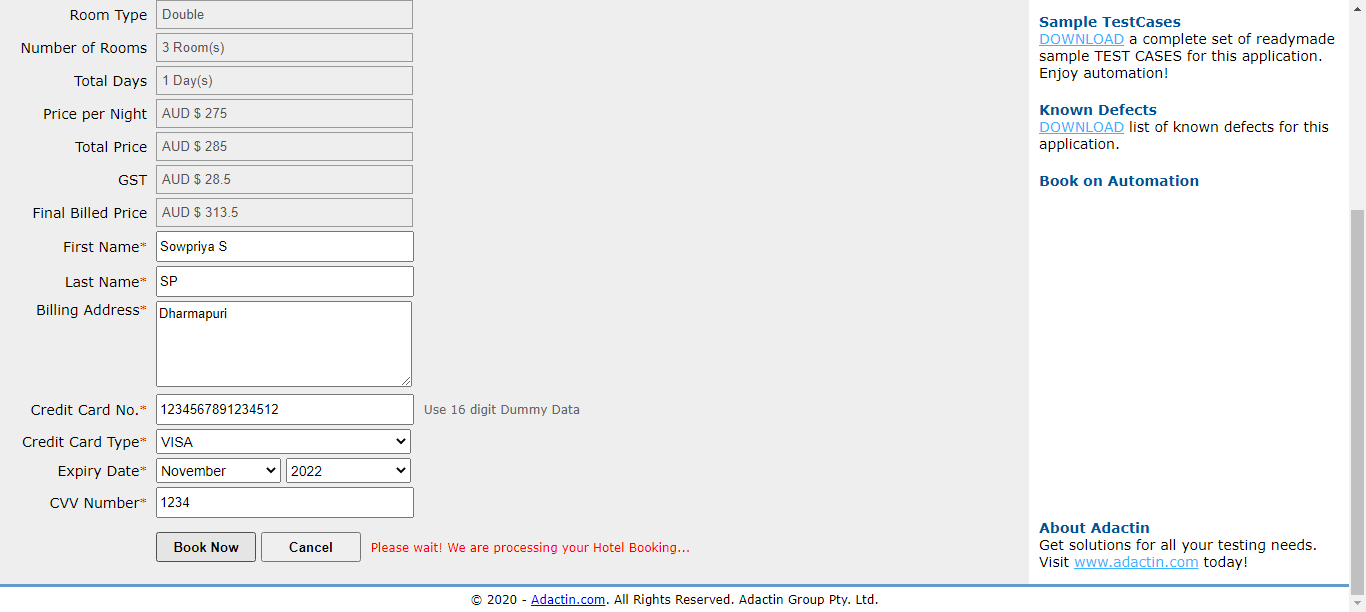 Room Type Double
Number of Rooms 3 Room(s)
Total Days 1 Day(s)
Price per Night AUD $ 275
Total Price AUD $ 285
GST AUD $ 28.5
Final Billed Price AUD $ 313.5
First Name* Sowpriya S
Last Name* SP
Billing Address* Dharmapuri
Credit Card No.* 1234567891234512 Use 16 digit Dummy Data
Credit Card Type* VISA
Expiry Date* November 2022
CVV Number* 1234
Book Now Cancel Please wait! We are processing your Hotel Booking...
Sample TestCases
DOWNLOAD a complete set of readymade
sample TEST CASES for this application.
Enjoy automation!
Known Defects
DOWNLOAD list of known defects for this
application.
Book on Automation
About Adactin
Get solutions for all your testing needs.
Visit www.adactin.com today!
© 2020 - Adactin.com. All Rights Reserved. Adactin Group Pty. Ltd.